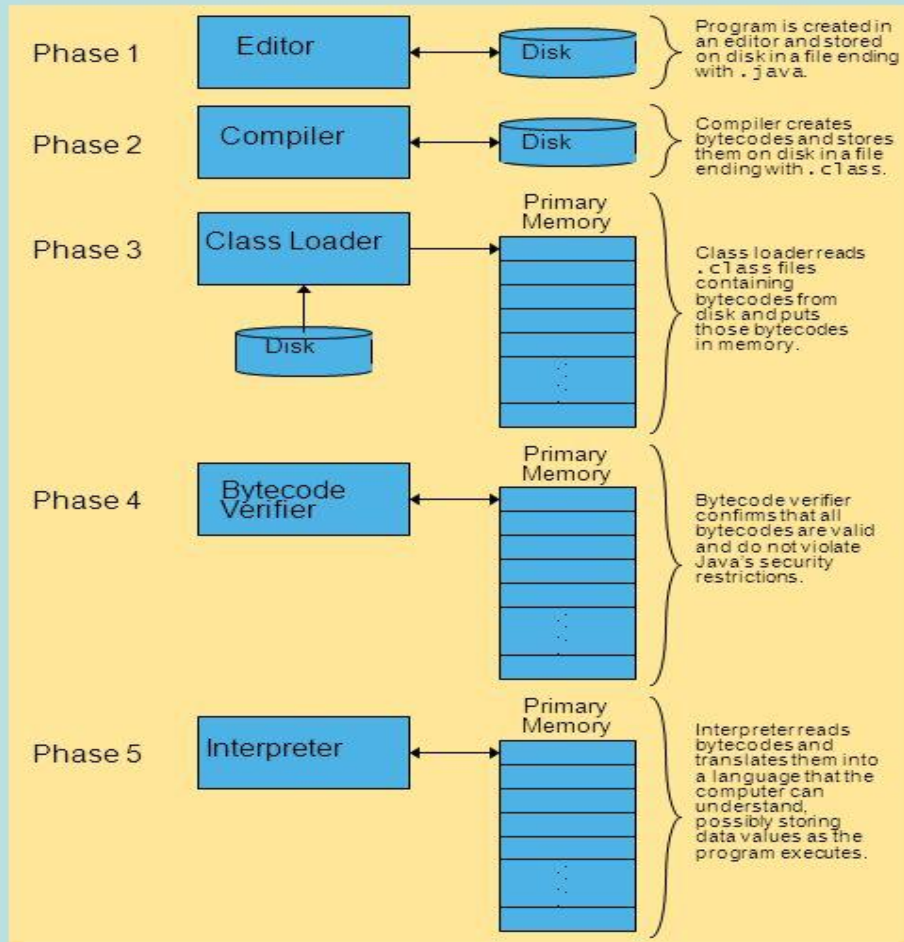 Phase 1
Editor
Disk
Program is created in
an editor and stored
on disk in a file ending
with .java.
Phase 2
Compiler
Disk
Compiler creates
bytecodes and stores
them on disk in a file
ending with .class.
Phase 3
Class Loader
Disk
Primary
Memory
Class loader reads
.class files
containing
bytecodes from
disk and puts
those bytecodes
in memory.
Phase 4
Bytecode
Verifier
Primary
Memory
Bytecode verifier
confirms that all
bytecodes are valid
and do not violate
Java's security
restrictions.
Phase 5
Interpreter
Primary
Memory
Interpreter reads
bytecodes and
translates them into
a language that the
computer can
understand,
possibly storing
data values as the
program executes.